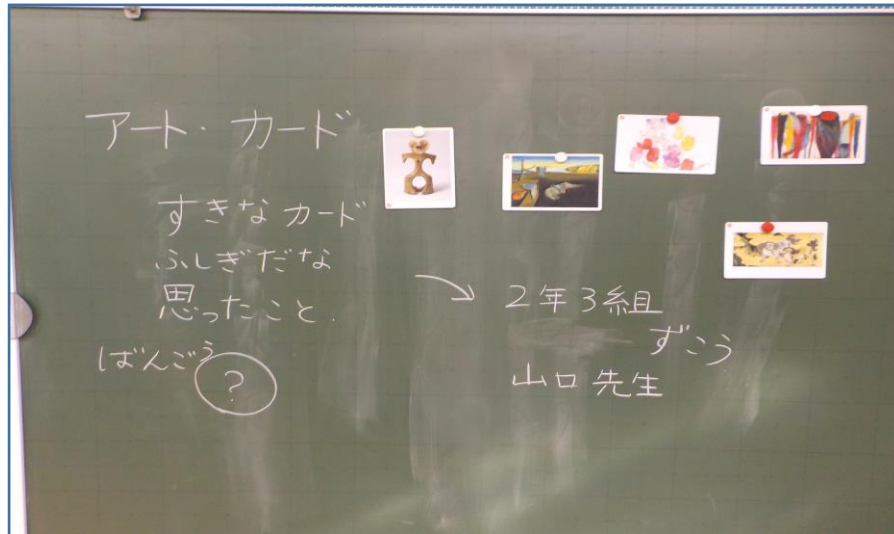 アート・カード
すきなカード
ふしぎだな
思ったこと.
ばんごう
?
2年3組
ずこう
山口先生